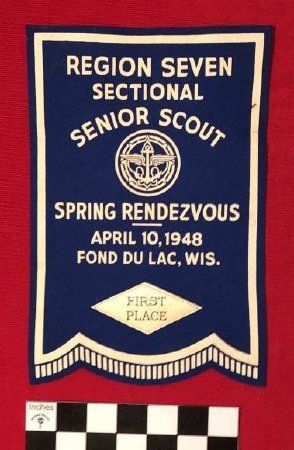 REGION SEVEN
SECTIONAL
SENIOR SCOUT
SPRING RENDEZVOUS
APRIL 10, 1948
FOND DU LAC, WIS.
FIRST
PLACE
Inches